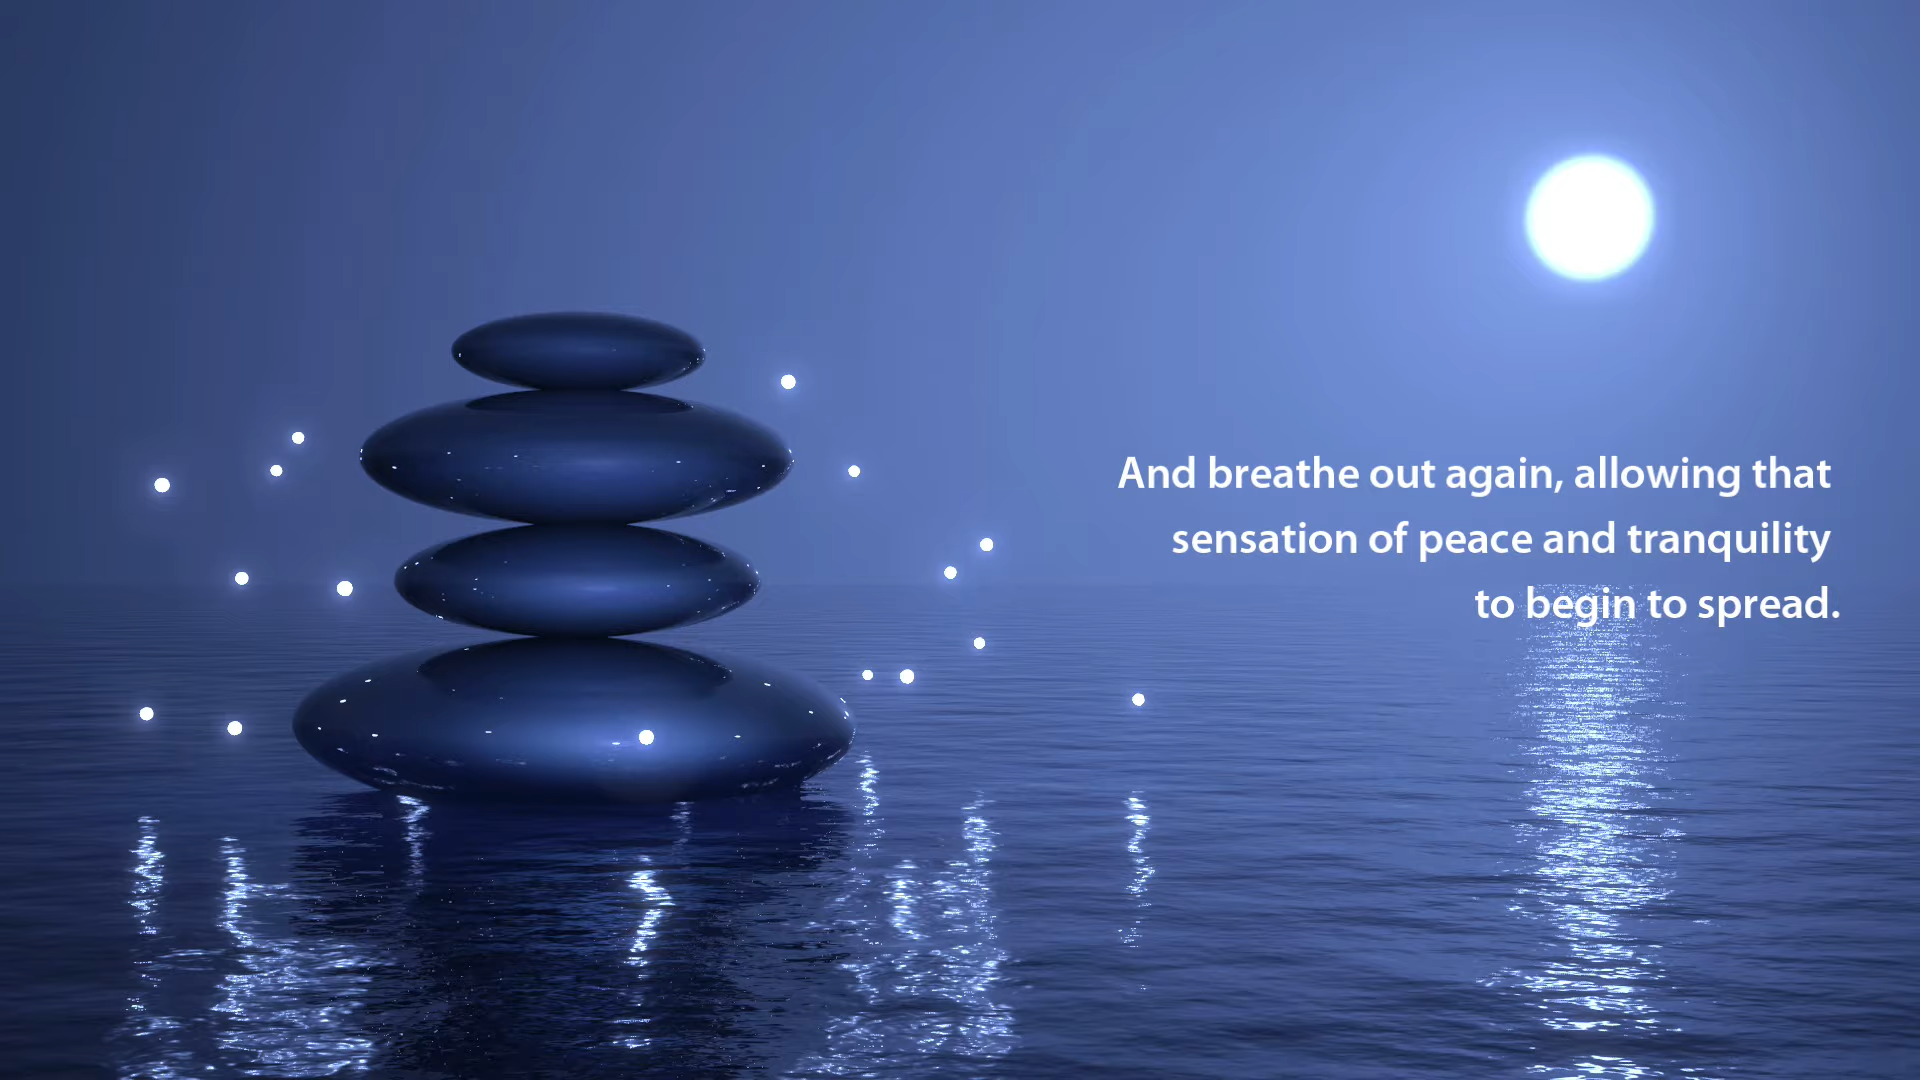 And breathe out again, allowing that
sensation of peace and tranquility
to begin to spread.